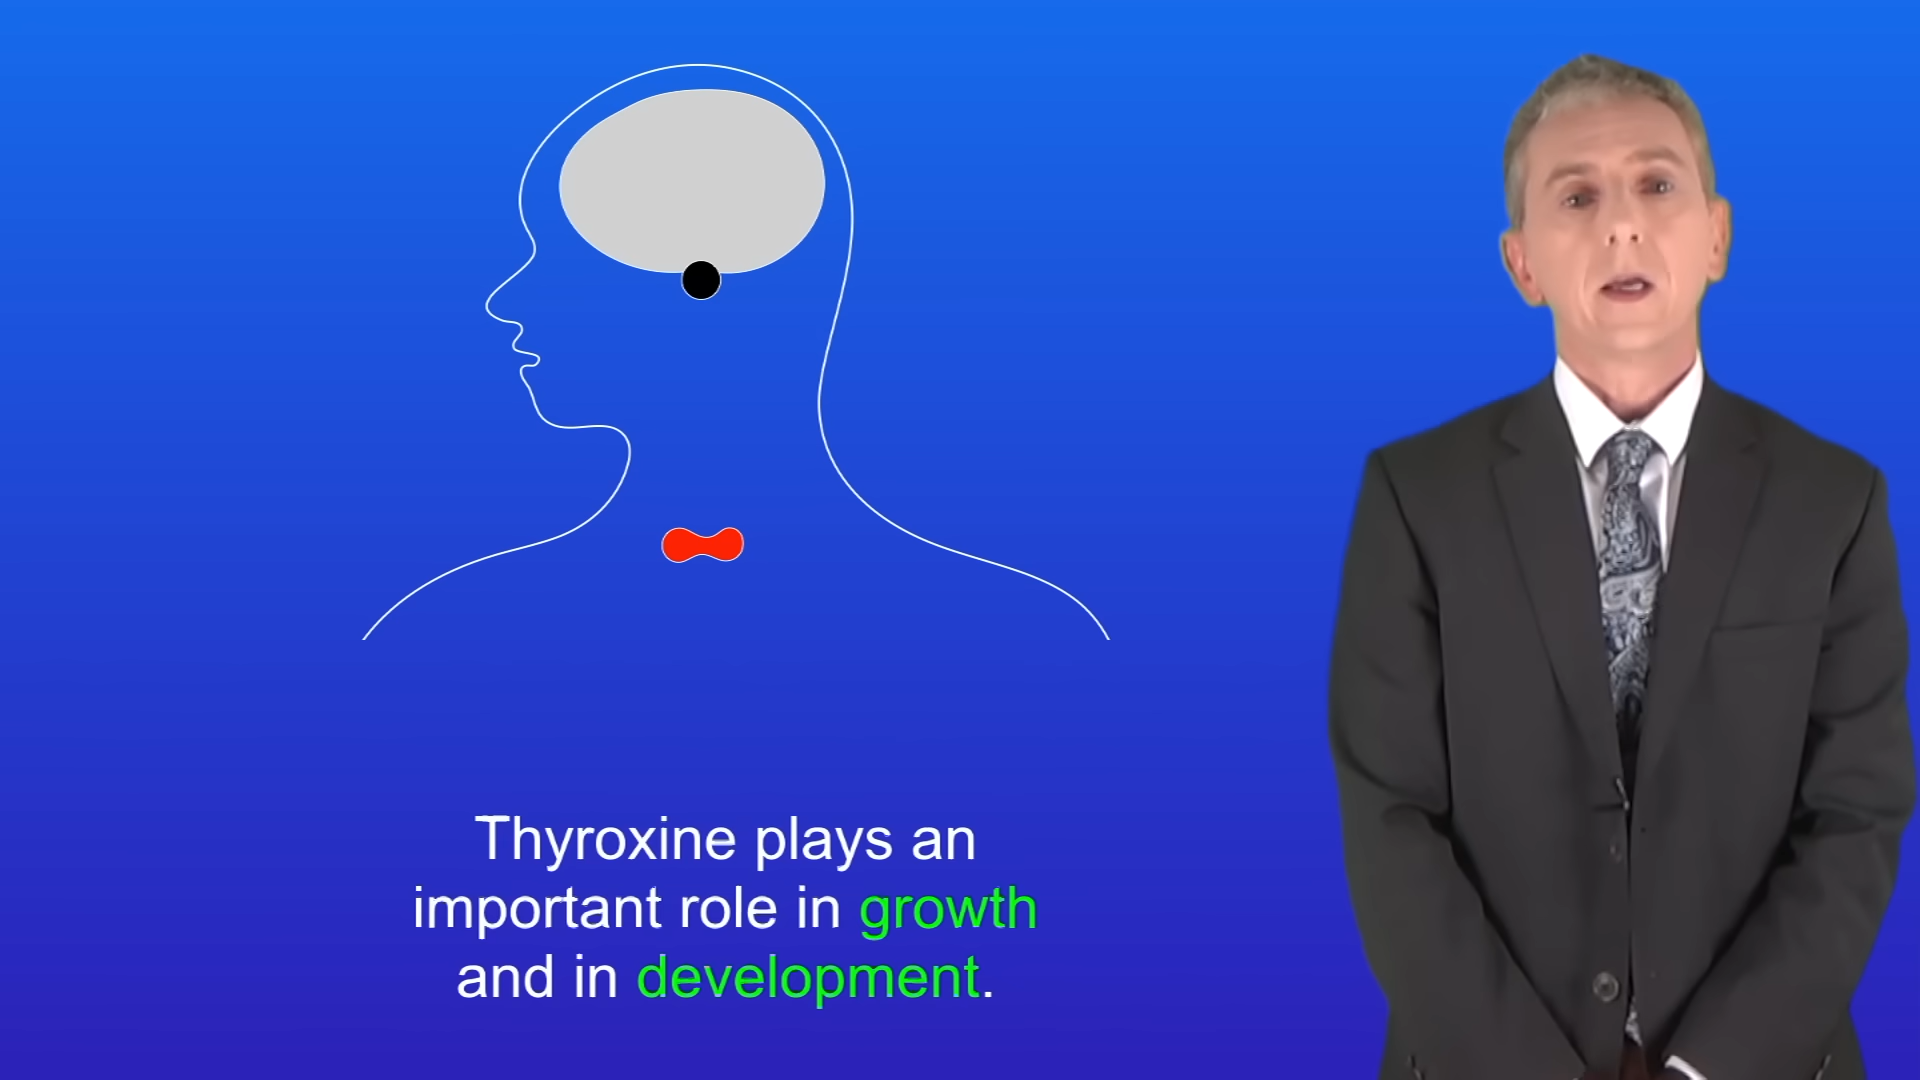 Thyroxine plays an
important role in growth
and in development.